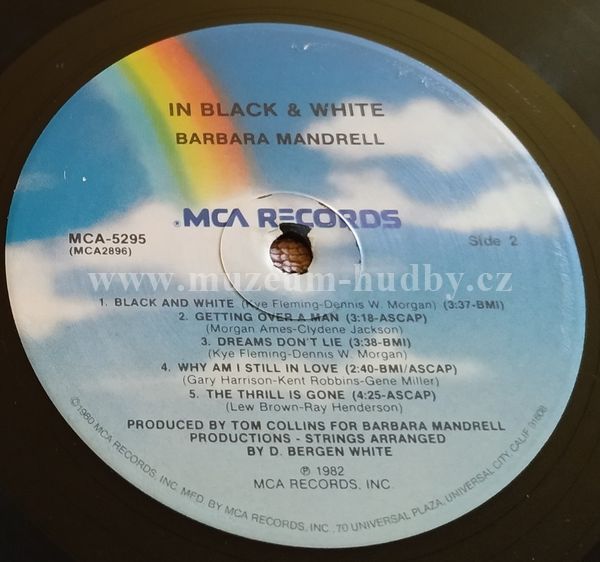 IN BLACK & WHITE
BARBARA MANDRELL
MCA RECORDS
MCA-5295
(MCA2896)
Side 2
www.muzeum-hudby.cz
1. BLACK AND WHITE (Kye Fleming-Dennis W. Morgan) (3:37-BMI)
2. GETTING OVER A MAN (3:18-ASCAP)
(Morgan Ames-Clydene Jackson)
3. DREAMS DON'T LIE (3:38-BMI)
(Kye Fleming-Dennis W. Morgan)
4. WHY AM I STILL IN LOVE (2:40-BMI/ASCAP)
(Gary Harrison-Kent Robbins-Gene Miller)
5. THE THRILL IS GONE (4:25-ASCAP)
(Lew Brown-Ray Henderson)
PRODUCED BY TOM COLLINS FOR BARBARA MANDRELL
PRODUCTIONS - STRINGS ARRANGED
BY D. BERGEN WHITE
℗ 1982
MCA RECORDS, INC.
©1980 MCA RECORDS, INC. MFD. BY MCA RECORDS, INC., 70 UNIVERSAL PLAZA, UNIVERSAL CITY, CALIF. 91608